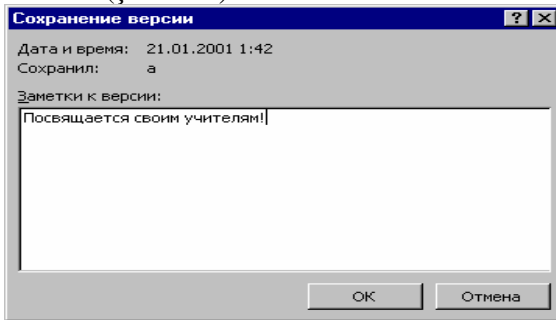 Сохранение версии
Дата и время: 21.01.2001 1:42
Сохранил: а
Заметки к версии:
Посвящается своим учителям!
ОК
Отмена